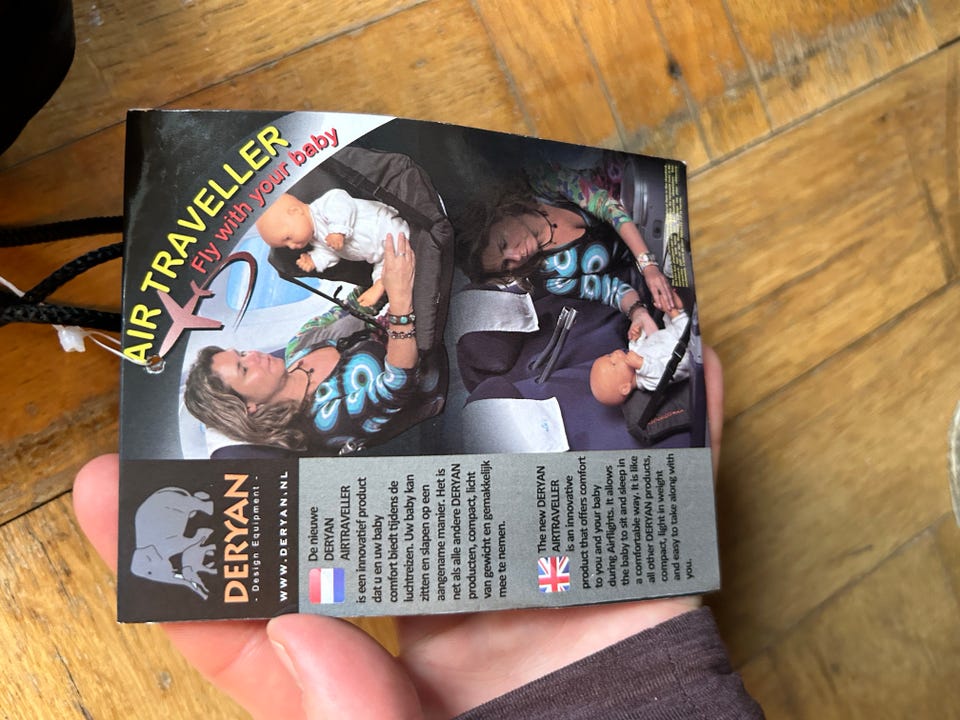 AIR TRAVELLER
Fly with your baby
DERYAN
- Design Equipment -
WWW.DERYAN.NL
De nieuwe
DERYAN
AIRTRAVELLER
is een innovatief product
dat u en uw baby
comfort biedt tijdens de
luchtreizen. Uw baby kan
zitten en slapen op een
aangename manier. Het is
net als alle andere DERYAN
producten, compact, licht
van gewicht en gemakkelijk
mee te nemen.
The new DERYAN
AIRTRAVELLER
is an innovative
product that offers comfort
to you and your baby
during Airflights. It allows
the baby to sit and sleep in
a comfortable way. It is like
all other DERYAN products,
compact, light in weight
and easy to take along with
you.